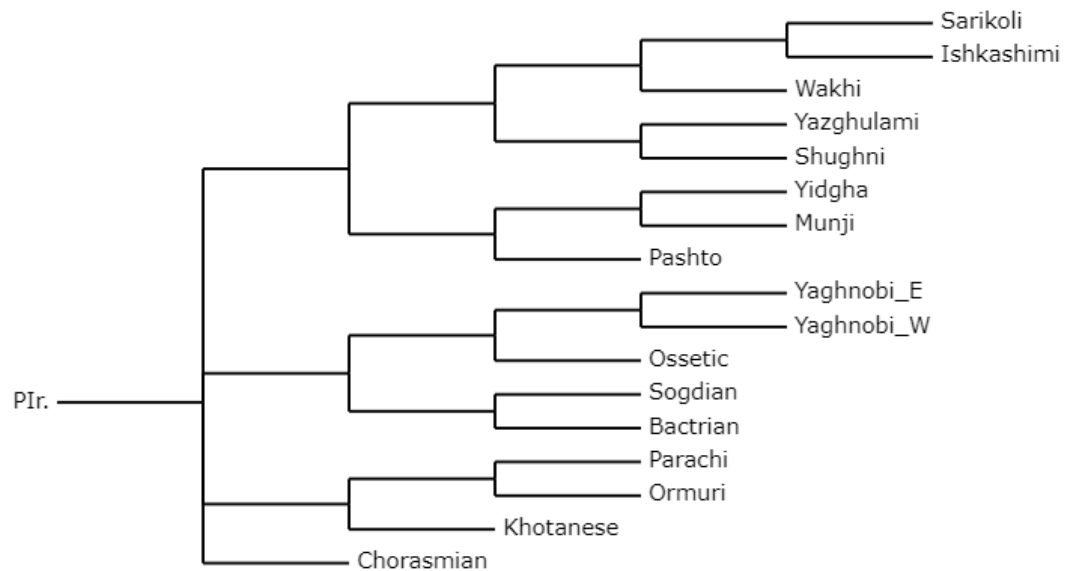 Sarikoli
Ishkashimi
Wakhi
Yazghulami
Shughni
Yidgha
Munji
Pashto
Yaghnobi_E
Yaghnobi_W
Ossetic
Sogdian
PIr.
Bactrian
Parachi
Ormuri
Khotanese
Chorasmian